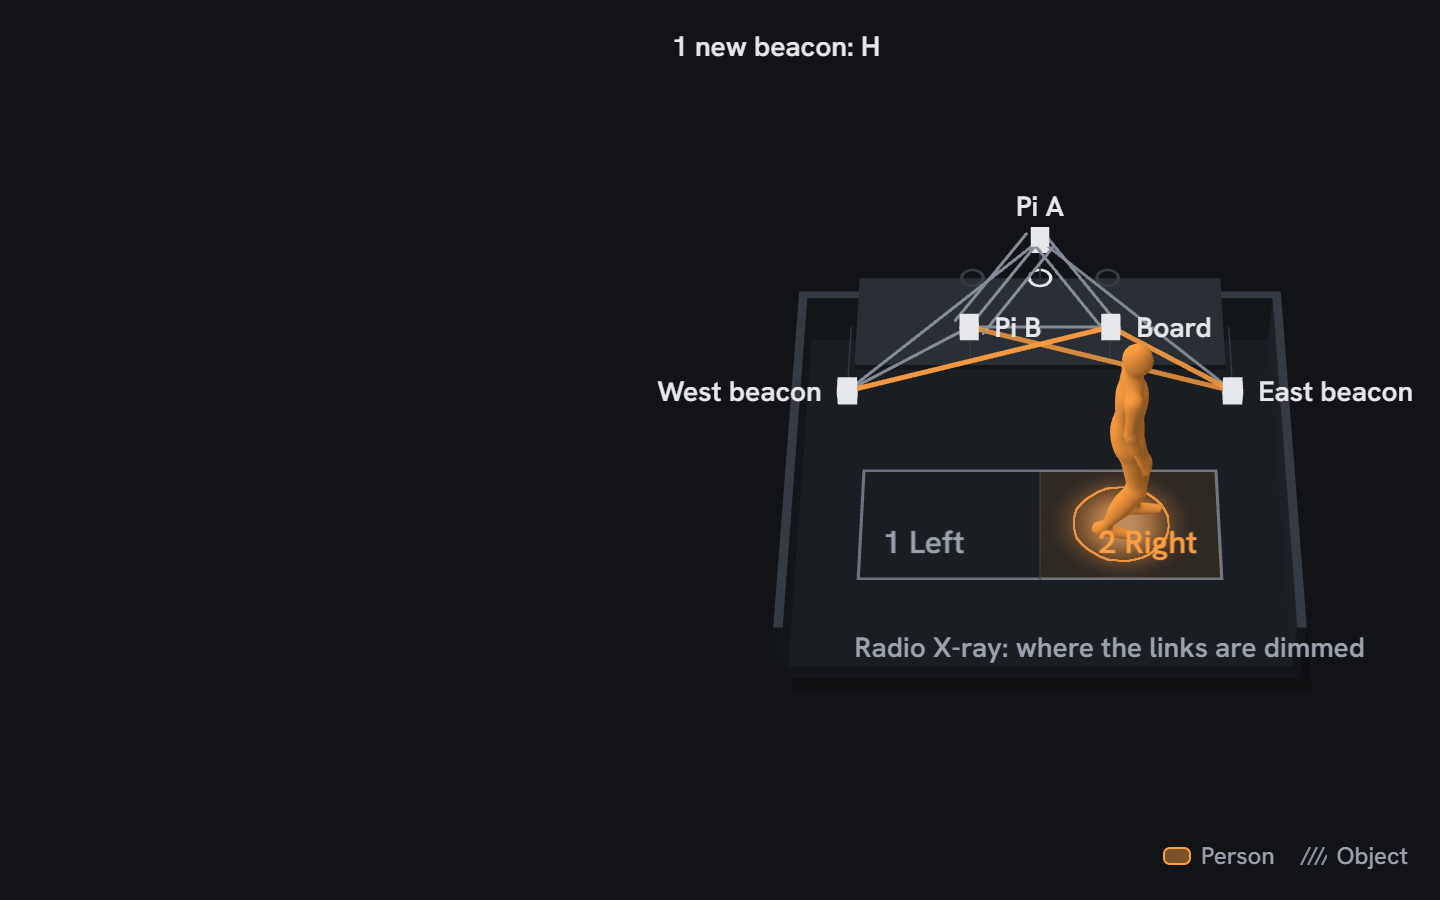 1 new beacon: H
Pi A
Pi B
Board
West beacon
East beacon
1 Left
2 Right
Radio X-ray: where the links are dimmed
Person
Object